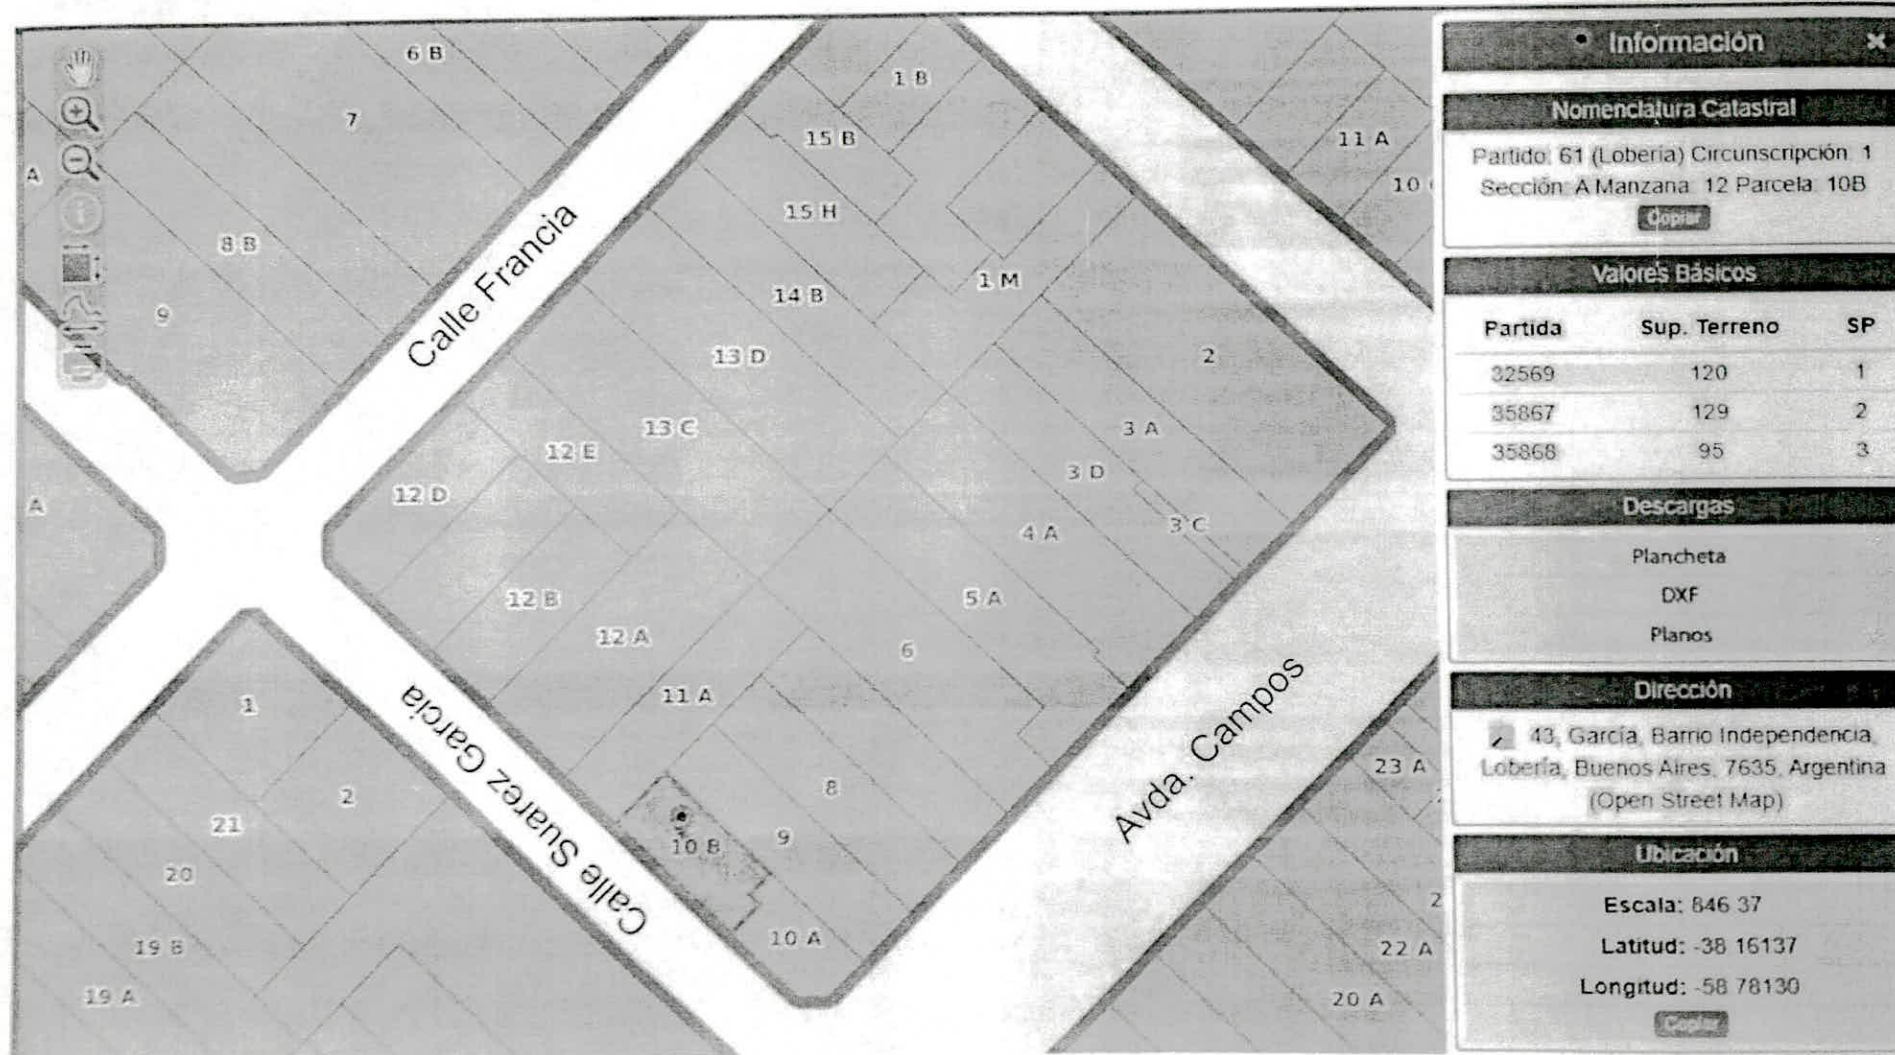 6 B
7
1 B
15 B
11 A
A
15 H
10
8 B
1 M
14 B
9
Calle Francia
13 D
2
13 C
3 A
12 E
3 D
12 D
A
3 C
4 A
12 B
5 A
12 A
6
11 A
1
Calle Suarez García
Avda. Campos
23 A
8
2
21
9
10 B
20
2
10 A
19 B
22 A
19 A
20 A
Información
Nomenclatura Catastral
Partido: 61 (Lobería) Circunscripción: 1
Sección: A Manzana: 12 Parcela: 10B
Copiar
Valores Básicos
Partida Sup. Terreno SP
32569 120 1
35867 129 2
35868 95 3
Descargas
Plancheta
DXF
Planos
Dirección
43, García, Barrio Independencia,
Lobería, Buenos Aires, 7635, Argentina
(Open Street Map)
Ubicación
Escala: 846.37
Latitud: -38.16137
Longitud: -58.78130
Copiar